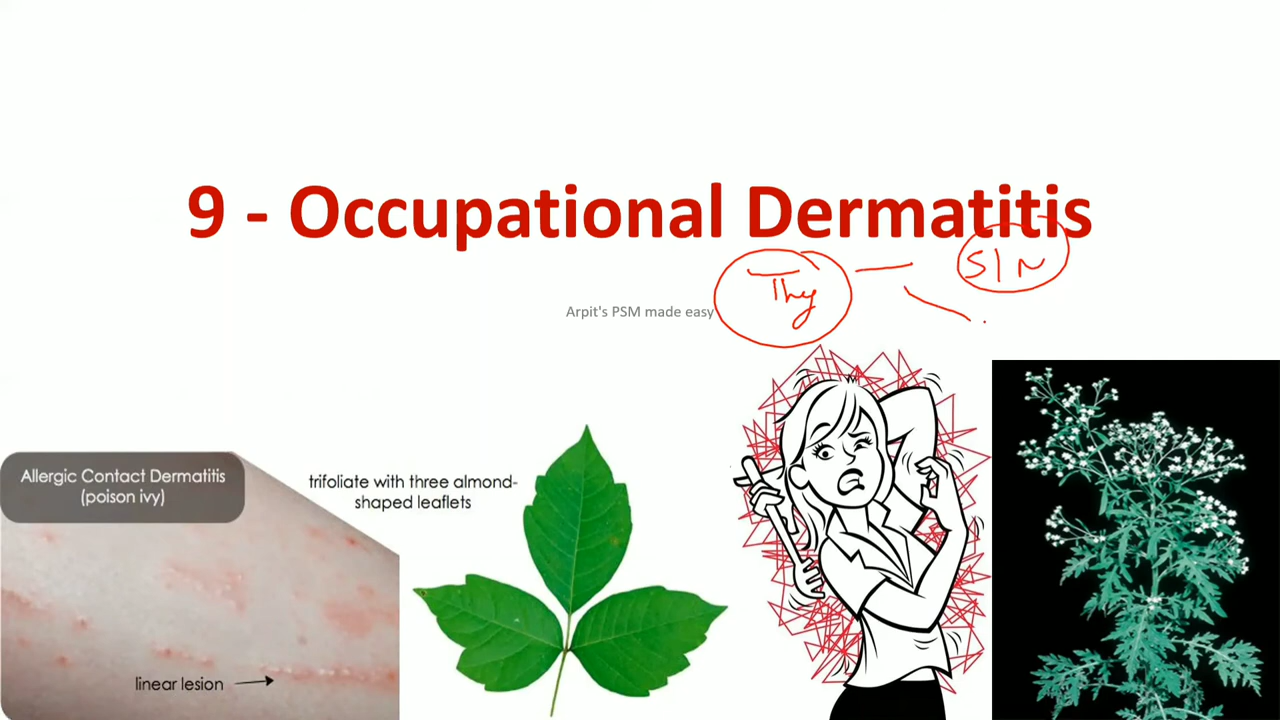 9 - Occupational Dermatitis
Thy
S/N
Arpit's PSM made easy
Allergic Contact Dermatitis
(poison ivy)
trifoliate with three almond-
shaped leaflets
linear lesion